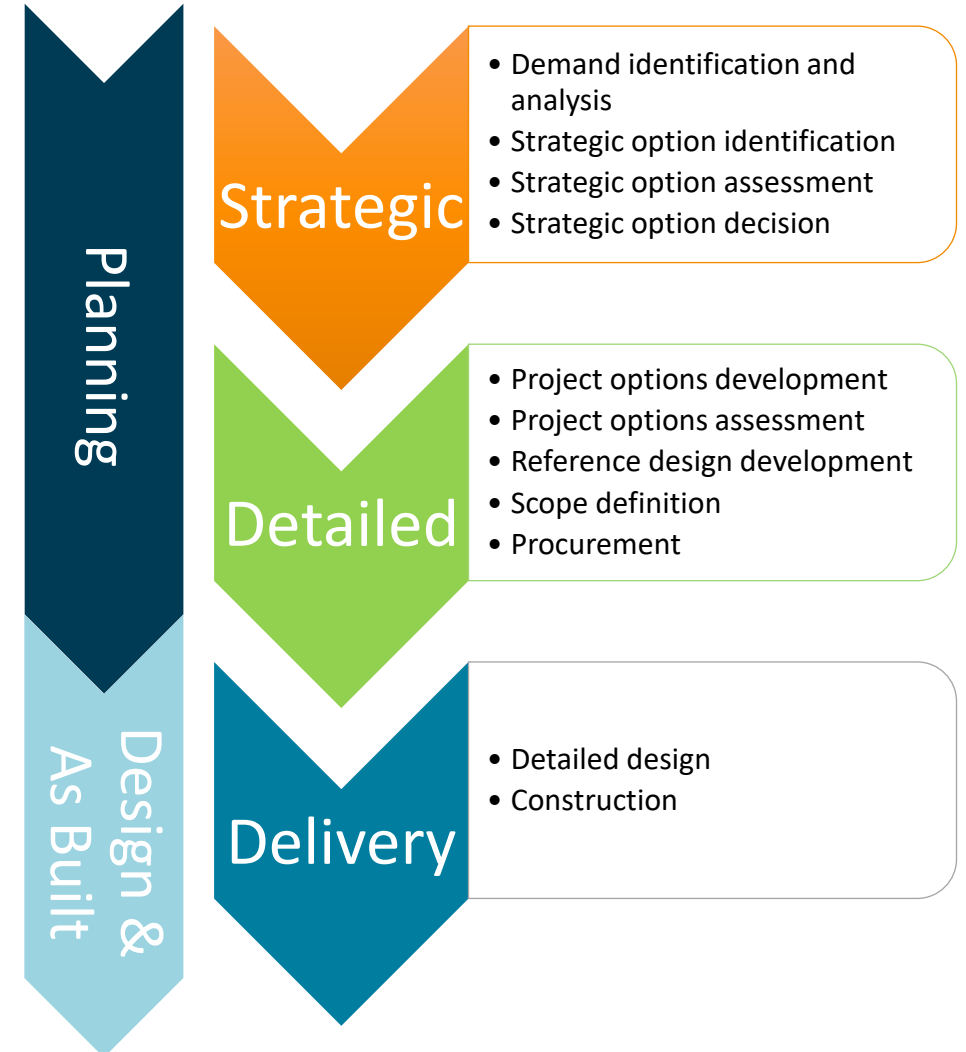 Planning
Design &
As Built
Strategic
• Demand identification and
analysis
• Strategic option identification
• Strategic option assessment
• Strategic option decision
Detailed
• Project options development
• Project options assessment
• Reference design development
• Scope definition
• Procurement
Delivery
• Detailed design
• Construction